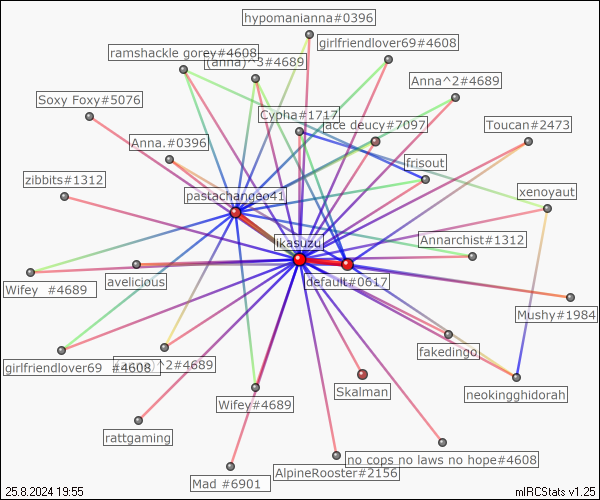 hypomanianna#0396
girlfriendlover69#4608
ramshackle gorey#4608
(anna)^3#4689
Anna^2#4689
Soxy Foxy#5076
Cypha#1717
ace deucy#7097
Toucan#2473
Anna.#0396
frisout
zibbits#1312
pastachangeo41
xenoyaut
ikasuzu
Annarchist#1312
Wifey #4689
avelicious
default#0617
Mushy#1984
fakedingo
girlfriendlover69 #4608
)^2#4689
Skalman
neokingghidorah
Wifey#4689
rattgaming
no cops no laws no hope#4608
Mad #6901
AlpineRooster#2156
25.8.2024 19:55
mIRCStats v1.25